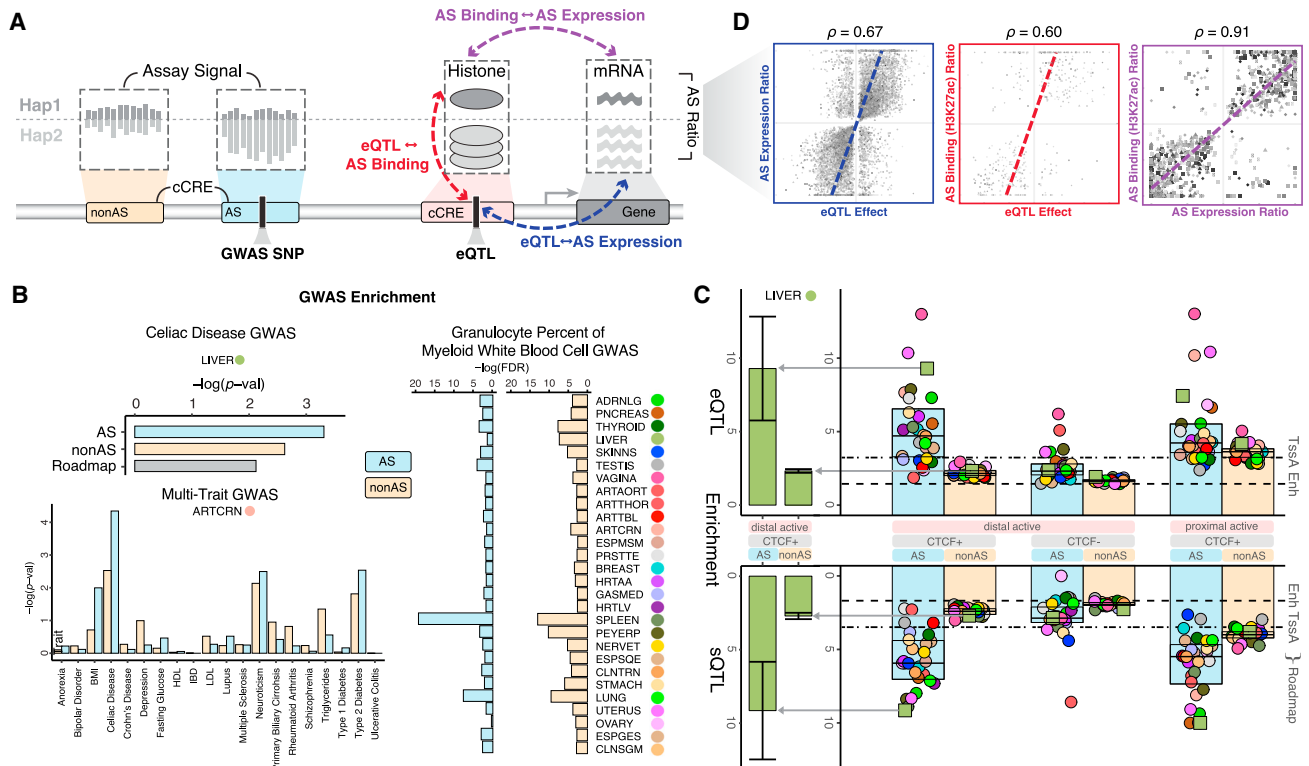 A
AS Binding ↔ AS Expression
Assay Signal
Histone
mRNA
Hap1
Hap2
AS Ratio
eQTL ↔
AS Binding
cCRE
nonAS
AS
cCRE
Gene
GWAS SNP
eQTL
eQTL↔AS Expression
D
ρ = 0.67
ρ = 0.60
ρ = 0.91
AS Expression Ratio
eQTL Effect
AS Binding (H3K27ac) Ratio
eQTL Effect
AS Binding (H3K27ac) Ratio
AS Expression Ratio
B
GWAS Enrichment
Celiac Disease GWAS
LIVER
−log(p−val)
0 1 2 3
AS
nonAS
Roadmap
AS
nonAS
Multi-Trait GWAS
ARTCRN
−log(p−val)
0 1 2 4
Trait
Anorexia
Bipolar Disorder
BMI
Celiac Disease
Crohn's Disease
Depression
Fasting Glucose
HDL
IBD
LDL
Lupus
Multiple Sclerosis
Neuroticism
Primary Biliary Cirrohsis
Rheumatoid Arthritis
Schizophrenia
Triglycerides
Type 1 Diabetes
Type 2 Diabetes
Ulcerative Colitis
Granulocyte Percent of
Myeloid White Blood Cell GWAS
−log(FDR)
20 15 10 5 0 20 15 10 5 0
ADRNLG
PNCREAS
THYROID
LIVER
SKINNS
TESTIS
VAGINA
ARTAORT
ARTTHOR
ARTTBL
ARTCRN
ESPMSM
PRSTTE
BREAST
HRTAA
GASMED
HRTLV
SPLEEN
PEYERP
NERVET
ESPSQE
CLNTRN
STMACH
LUNG
UTERUS
OVARY
ESPGES
CLNSGM
C
LIVER
eQTL
Enrichment
sQTL
10
5
0
10
5
0
distal active
CTCF+
AS nonAS
distal active
CTCF+
AS nonAS
CTCF-
AS nonAS
proximal active
CTCF+
AS nonAS
0
5
10
0
5
10
TssA Enh
Enh TssA
} Roadmap